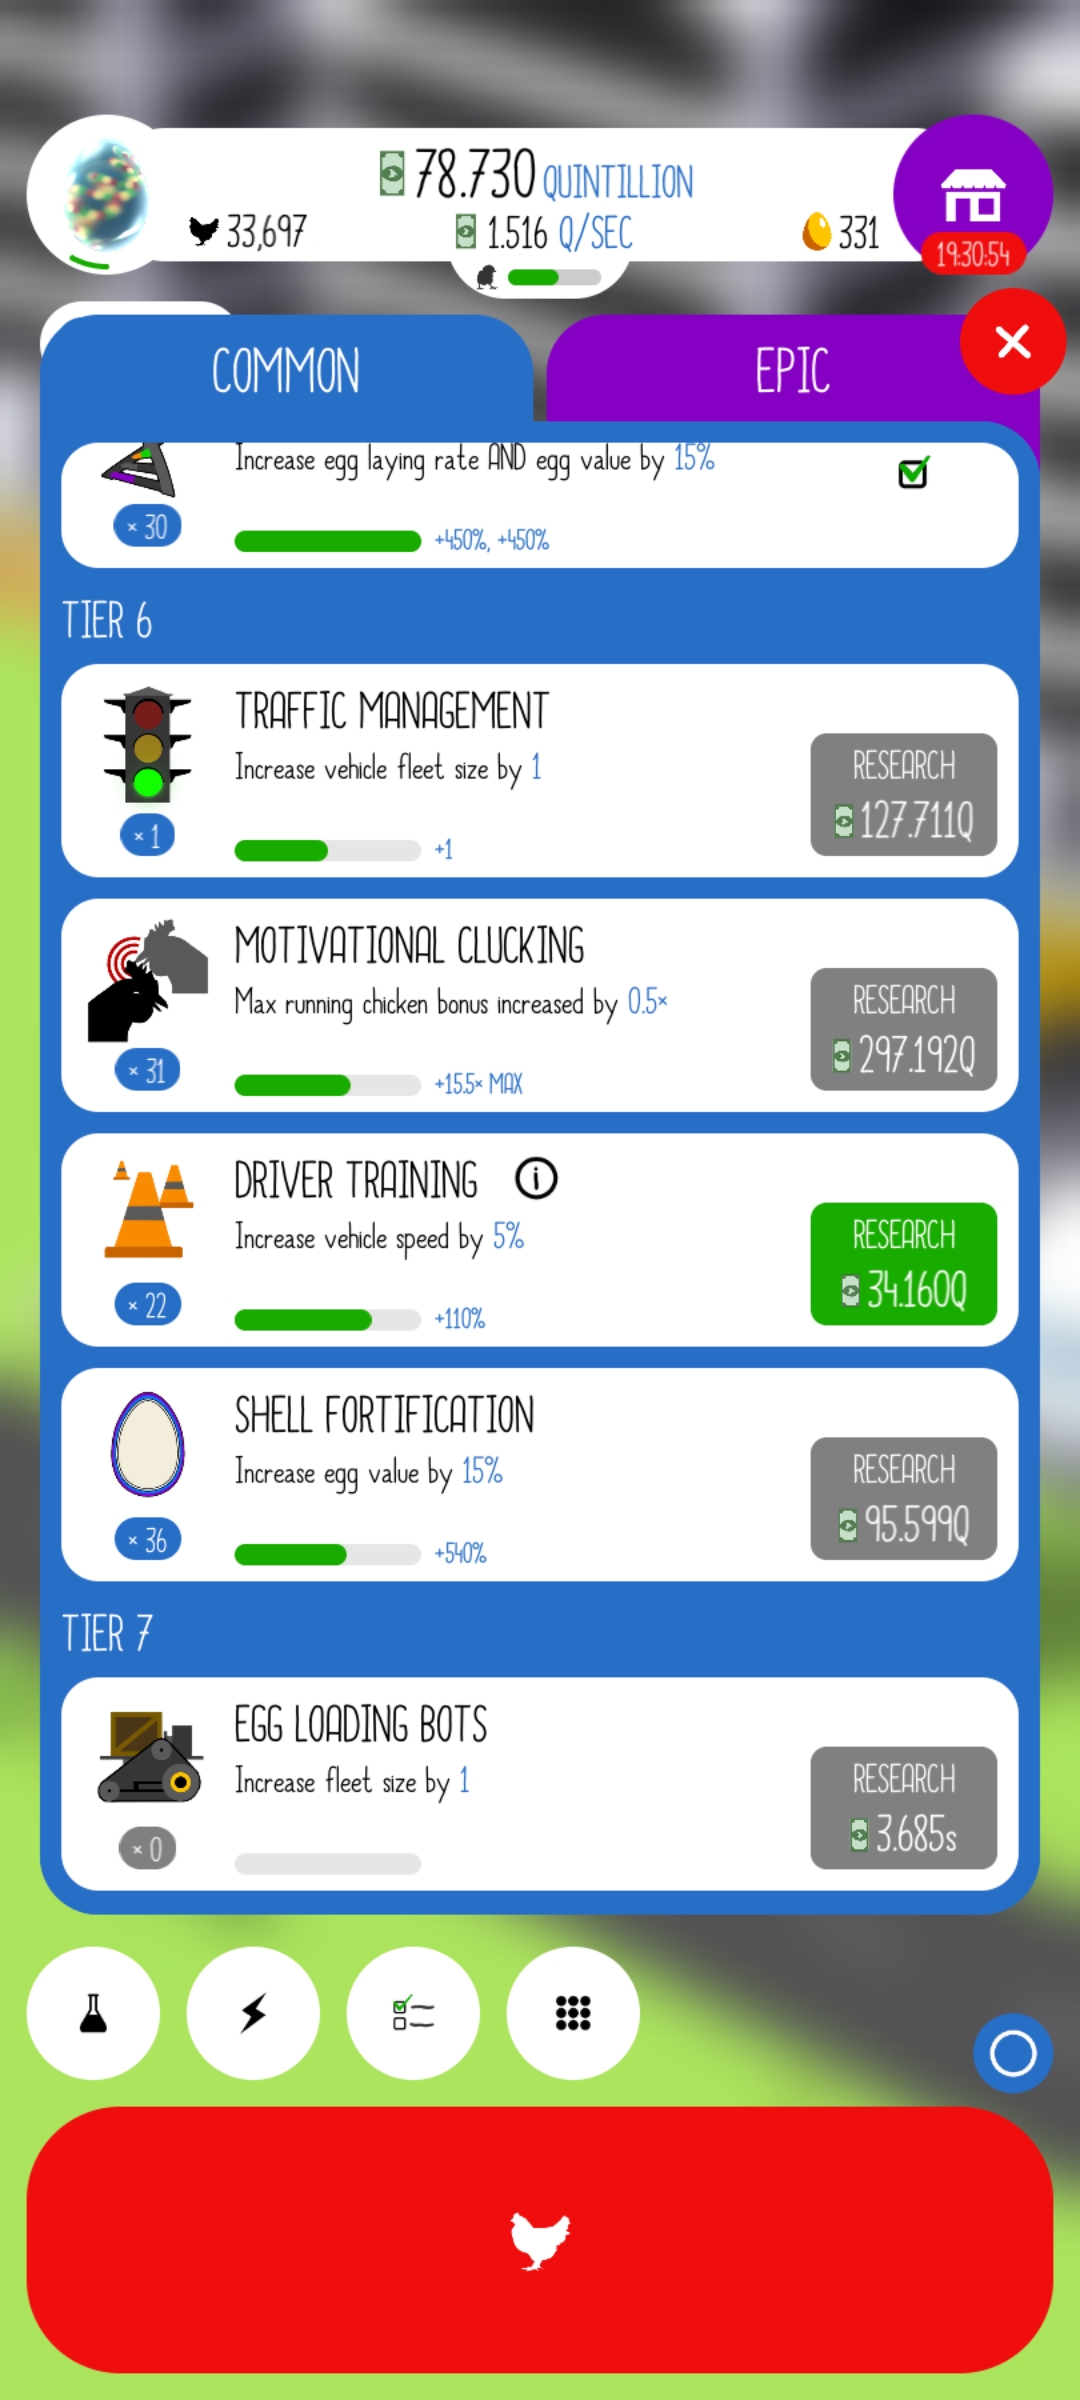 78.730 QUINTILLION
33,697
1.516 Q/SEC
331
19:30:54
COMMON
EPIC
Increase egg laying rate AND egg value by 15%
× 30
+450%, +450%
TIER 6
TRAFFIC MANAGEMENT
Increase vehicle fleet size by 1
RESEARCH
127.711Q
× 1
+1
MOTIVATIONAL CLUCKING
Max running chicken bonus increased by 0.5×
RESEARCH
297.192Q
× 31
+15.5× MAX
DRIVER TRAINING i
Increase vehicle speed by 5%
RESEARCH
34.160Q
× 22
+110%
SHELL FORTIFICATION
Increase egg value by 15%
RESEARCH
95.599Q
× 36
+540%
TIER 7
EGG LOADING BOTS
Increase fleet size by 1
RESEARCH
3.685s
× 0